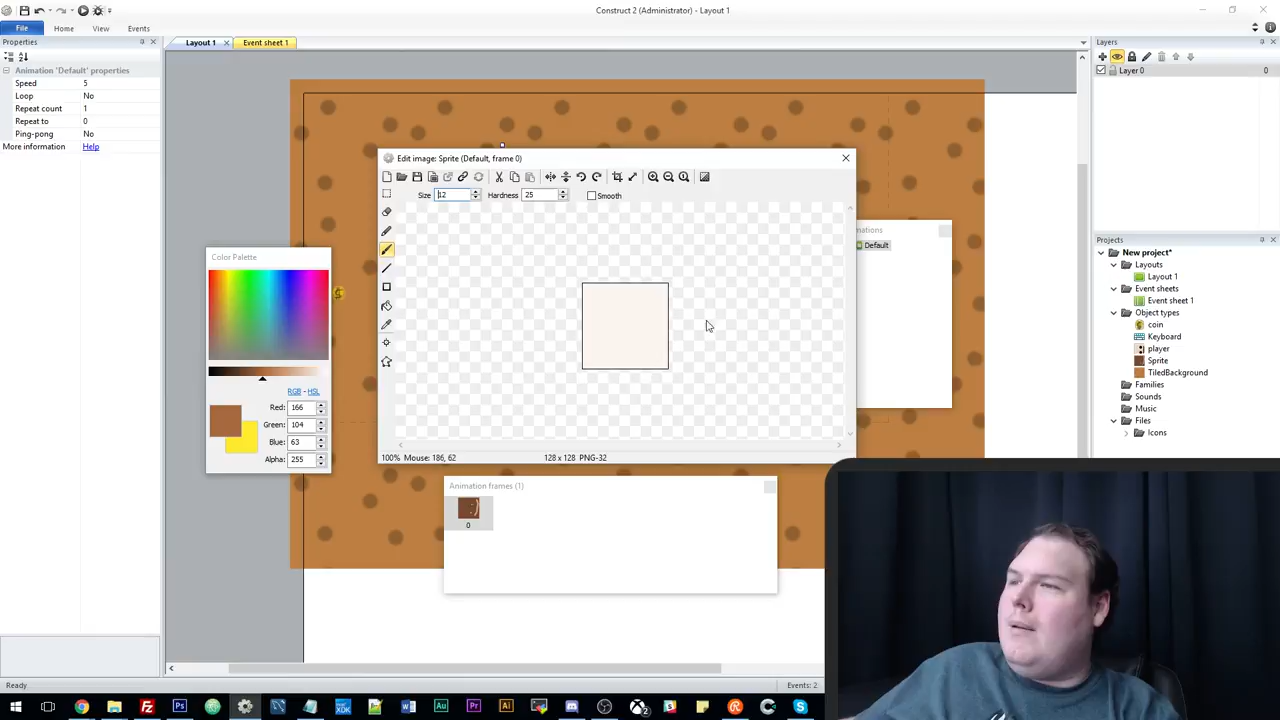 Construct 2 (Administrator) - Layout 1
File
Home
View
Events
Properties
Layout 1
Event sheet 1
Layers
Animation 'Default' properties
Speed 5
Loop No
Repeat count 1
Repeat to 0
Ping-pong No
More information Help
Layer 0 0
Edit image: Sprite (Default, frame 0)
Size 12 Hardness 25 Smooth
mations
Default
Color Palette
RGB - HSL
Red: 166
Green: 104
Blue: 63
Alpha: 255
100% Mouse: 186, 62 128 x 128 PNG-32
Animation frames (1)
0
Projects
New project*
Layouts
Layout 1
Event sheets
Event sheet 1
Object types
coin
Keyboard
player
Sprite
TiledBackground
Families
Sounds
Music
Files
Icons
Ready
Events: 2